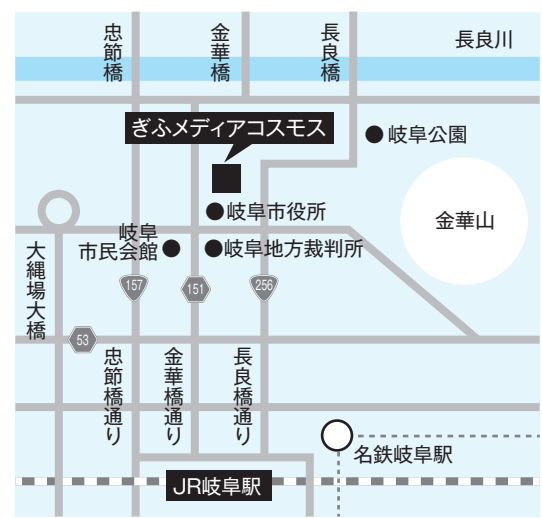 忠節橋
金華橋
長良橋
長良川
ぎふメディアコスモス
岐阜公園
岐阜市役所
金華山
岐阜
市民会館
岐阜地方裁判所
大縄場大橋
157
151
256
53
忠節橋通り
金華橋通り
長良橋通り
名鉄岐阜駅
JR岐阜駅